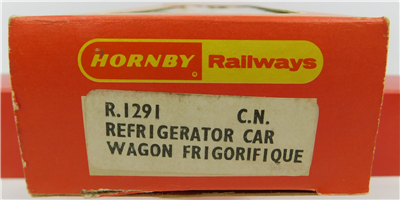 HORNBY Railways
R.1291 C.N.
REFRIGERATOR CAR
WAGON FRIGORIFIQUE